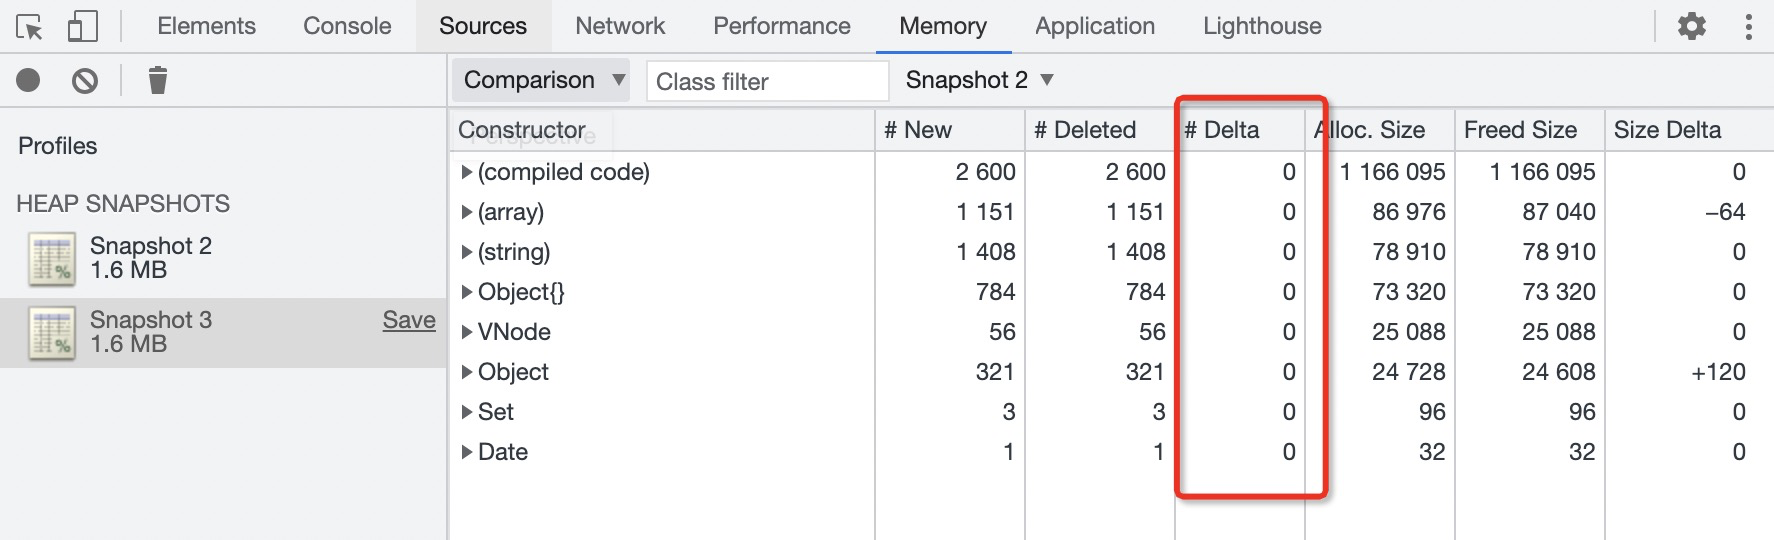 Elements Console Sources Network Performance Memory Application Lighthouse
Comparison ▼ Class filter Snapshot 2 ▼
Profiles
HEAP SNAPSHOTS
Snapshot 2
1.6 MB
Snapshot 3 Save
1.6 MB
Constructor # New # Deleted # Delta Alloc. Size Freed Size Size Delta
Perspective
(compiled code) 2 600 2 600 0 1 166 095 1 166 095 0
(array) 1 151 1 151 0 86 976 87 040 −64
(string) 1 408 1 408 0 78 910 78 910 0
Object{} 784 784 0 73 320 73 320 0
VNode 56 56 0 25 088 25 088 0
Object 321 321 0 24 728 24 608 +120
Set 3 3 0 96 96 0
Date 1 1 0 32 32 0